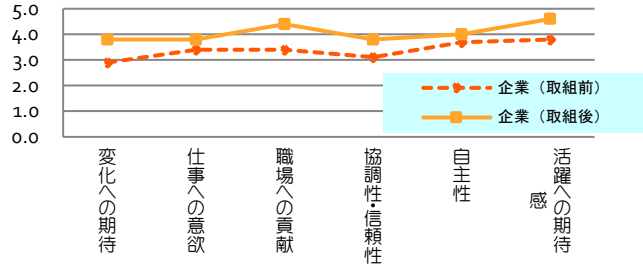 5.0
4.0
3.0
2.0
1.0
0.0
企業（取組前）
企業（取組後）
変化への期待
仕事への意欲
職場への貢献
協調性・信頼性
自主性
活躍への期待
感